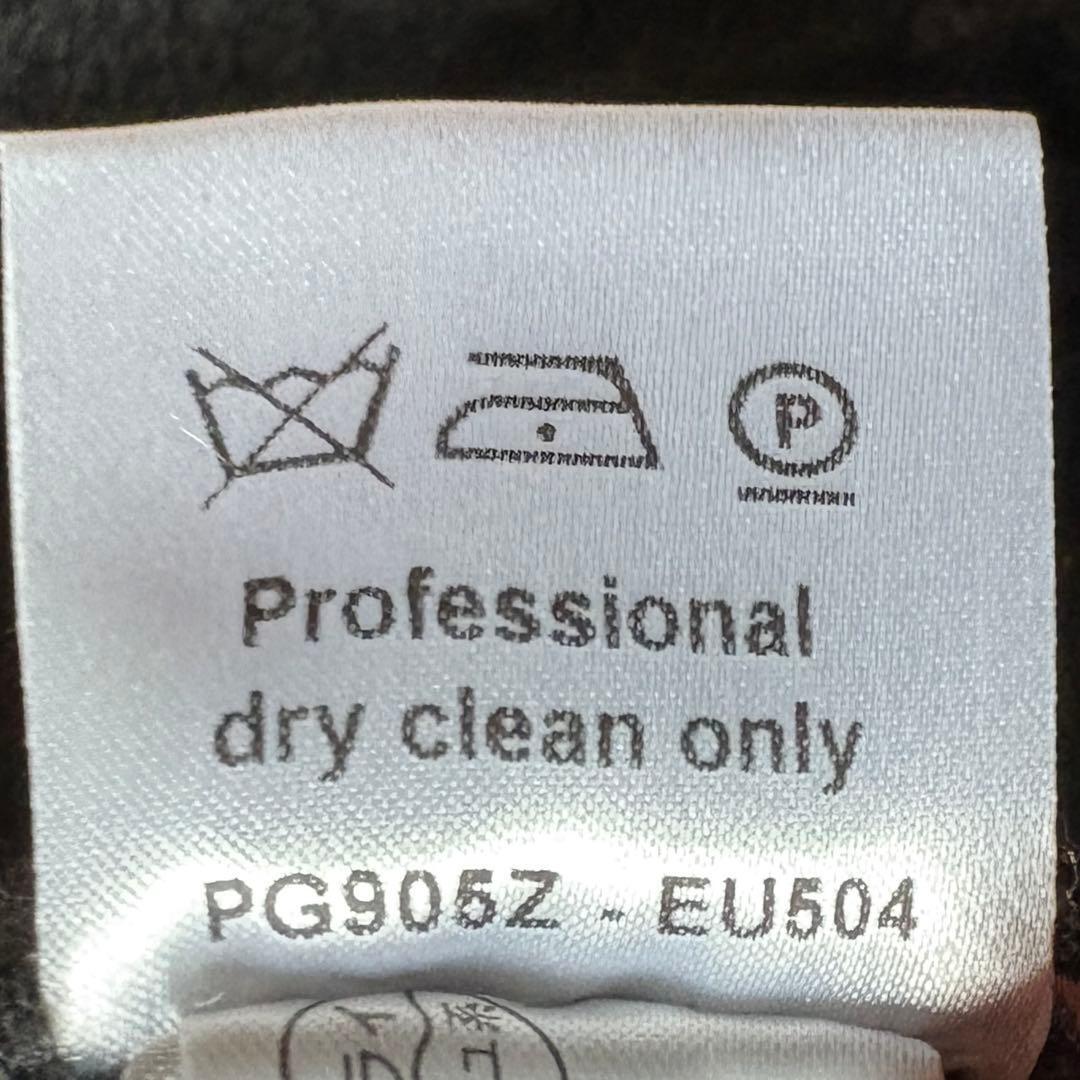 P
Professional
dry clean only
PG905Z - EU504